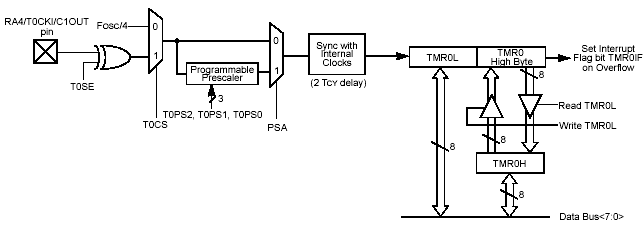 RA4/T0CKI/C1OUT
pin
Fosc/4
0
1
T0SE
T0CS
Programmable
Prescaler
3
T0PS2, T0PS1, T0PS0
0
1
PSA
Sync with
Internal
Clocks
(2 TCY delay)
TMR0L
TMR0
High Byte
Set Interrupt
Flag bit TMR0IF
on Overflow
8
Read TMR0L
Write TMR0L
8
8
TMR0H
8
Data Bus<7:0>